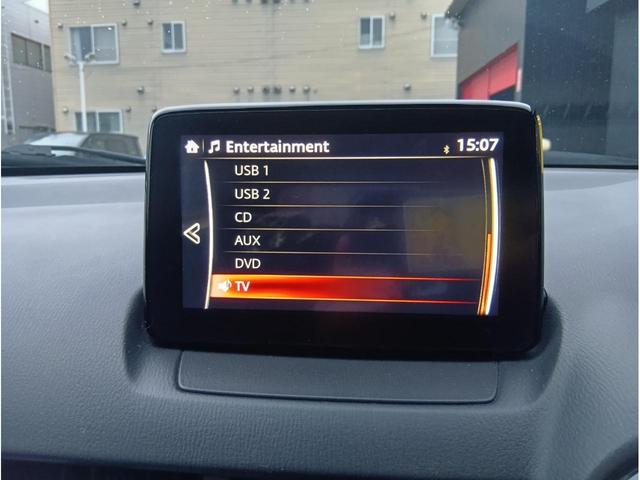 Entertainment 15:07
USB 1
USB 2
CD
AUX
DVD
TV